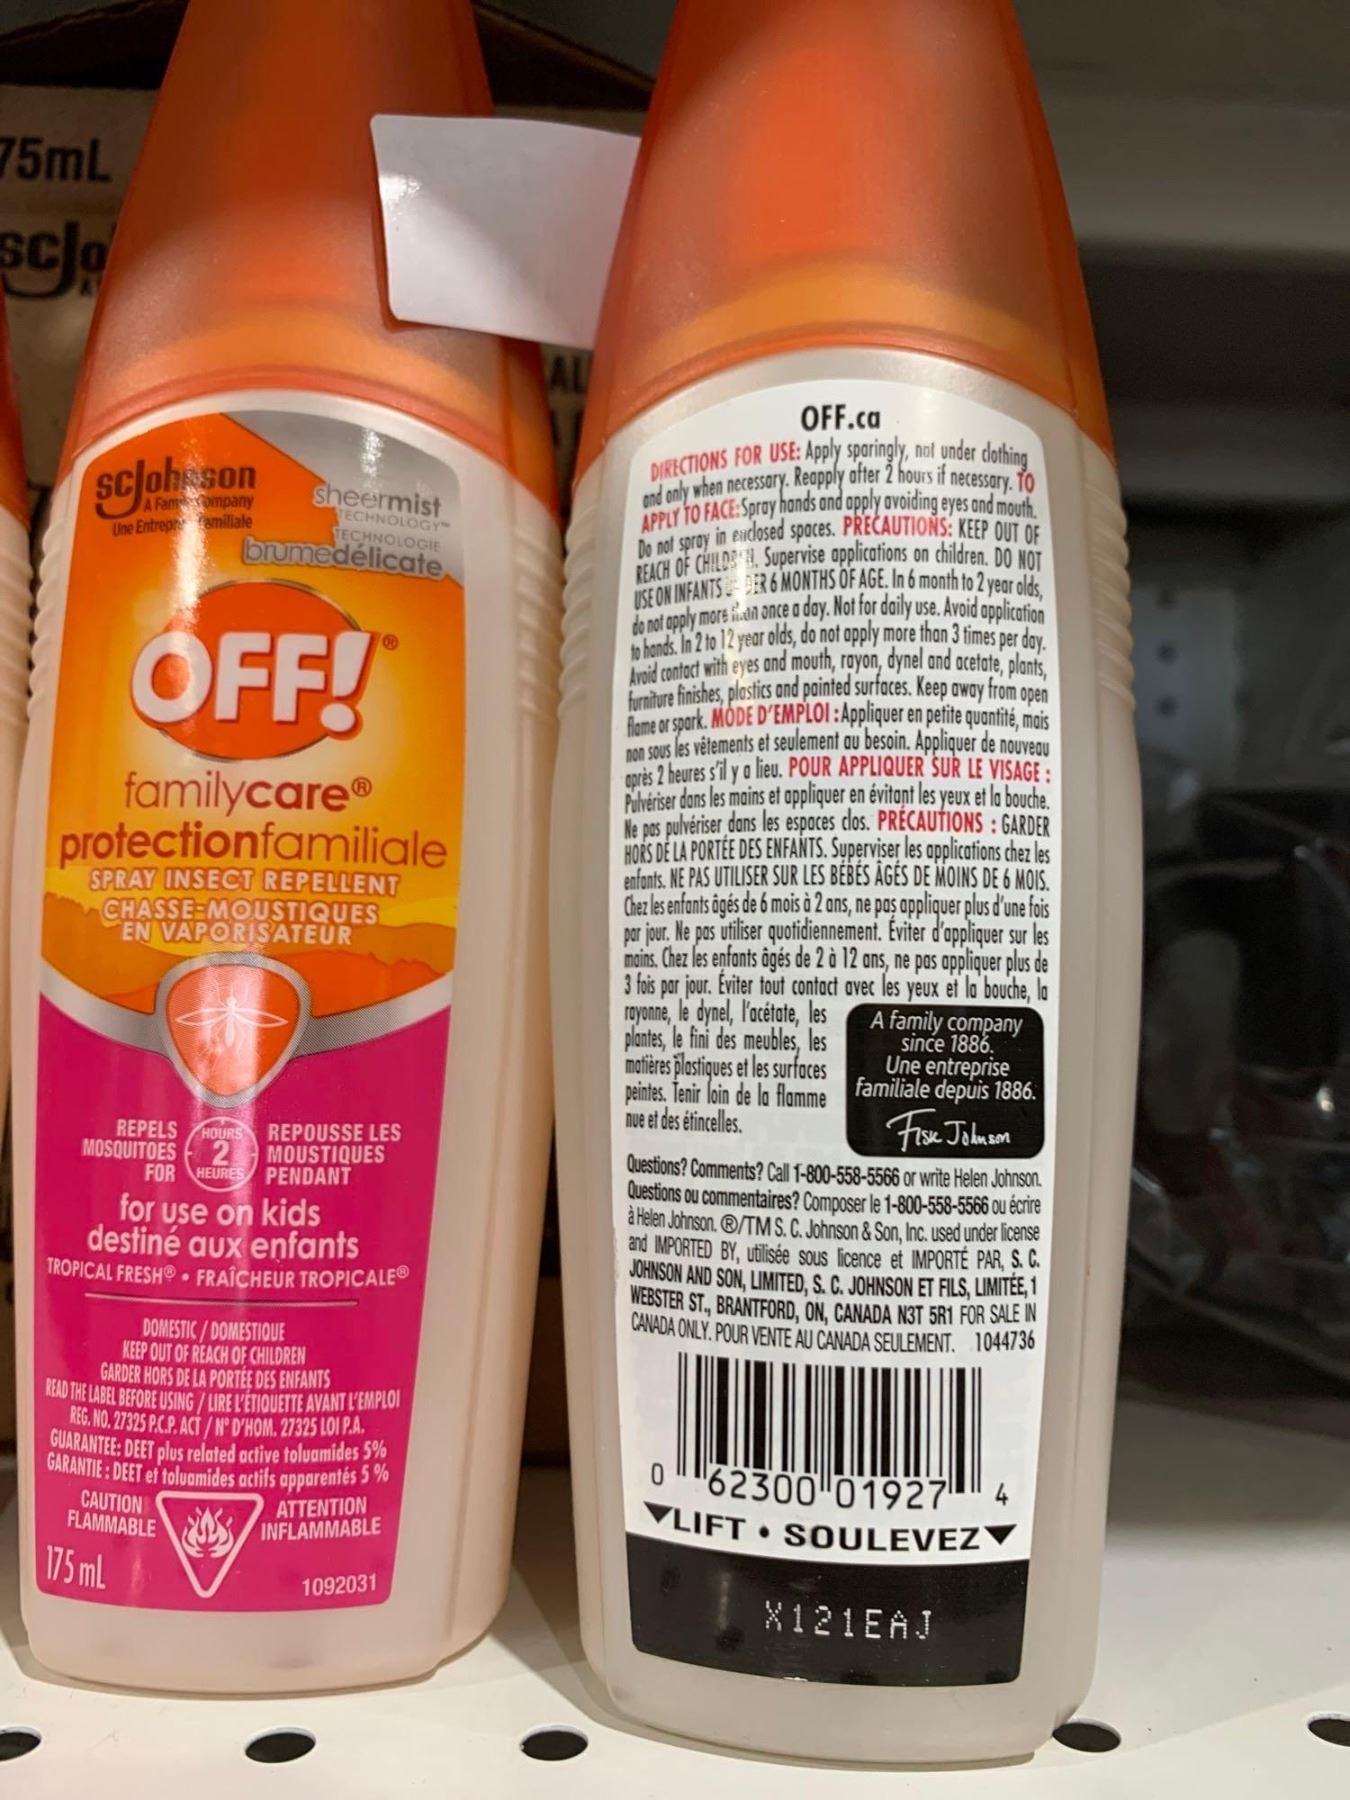 75mL
scJo
scJohnson
A Family Company
Une Entreprise Familiale
sheermist
TECHNOLOGY™
TECHNOLOGIE
brumedélicate
OFF!®
familycare®
protectionfamiliale
SPRAY INSECT REPELLENT
CHASSE-MOUSTIQUES
EN VAPORISATEUR
REPELS
MOSQUITOES
FOR
HOURS
2
HEURES
REPOUSSE LES
MOUSTIQUES
PENDANT
for use on kids
destiné aux enfants
TROPICAL FRESH® • FRAÎCHEUR TROPICALE®
DOMESTIC / DOMESTIQUE
KEEP OUT OF REACH OF CHILDREN
GARDER HORS DE LA PORTÉE DES ENFANTS
READ THE LABEL BEFORE USING / LIRE L'ÉTIQUETTE AVANT L'EMPLOI
REG. NO. 27325 P.C.P. ACT / N° D'HOM. 27325 LOI P.A.
GUARANTEE: DEET plus related active toluamides 5%
GARANTIE : DEET et toluamides actifs apparentés 5 %
CAUTION
FLAMMABLE
ATTENTION
INFLAMMABLE
175 mL
1092031
OFF.ca
DIRECTIONS FOR USE: Apply sparingly, not under clothing
and only when necessary. Reapply after 2 hours if necessary. TO
APPLY TO FACE: Spray hands and apply avoiding eyes and mouth.
Do not spray in enclosed spaces. PRECAUTIONS: KEEP OUT OF
REACH OF CHILDREN. Supervise applications on children. DO NOT
USE ON INFANTS UNDER 6 MONTHS OF AGE. In 6 month to 2 year olds,
do not apply more than once a day. Not for daily use. Avoid application
to hands. In 2 to 12 year olds, do not apply more than 3 times per day.
Avoid contact with eyes and mouth, rayon, dynel and acetate, plants,
furniture finishes, plastics and painted surfaces. Keep away from open
flame or spark. MODE D'EMPLOI : Appliquer en petite quantité, mais
non sous les vêtements et seulement au besoin. Appliquer de nouveau
après 2 heures s'il y a lieu. POUR APPLIQUER SUR LE VISAGE :
Pulvériser dans les mains et appliquer en évitant les yeux et la bouche.
Ne pas pulvériser dans les espaces clos. PRÉCAUTIONS : GARDER
HORS DE LA PORTÉE DES ENFANTS. Superviser les applications chez les
enfants. NE PAS UTILISER SUR LES BÉBÉS ÂGÉS DE MOINS DE 6 MOIS.
Chez les enfants âgés de 6 mois à 2 ans, ne pas appliquer plus d'une fois
par jour. Ne pas utiliser quotidiennement. Éviter d'appliquer sur les
mains. Chez les enfants âgés de 2 à 12 ans, ne pas appliquer plus de
3 fois par jour. Éviter tout contact avec les yeux et la bouche, la
rayonne, le dynel, l'acétate, les
plantes, le fini des meubles, les
matières plastiques et les surfaces
peintes. Tenir loin de la flamme
nue et des étincelles.
A family company
since 1886.
Une entreprise
familiale depuis 1886.
Fisk Johnson
Questions? Comments? Call 1-800-558-5566 or write Helen Johnson.
Questions ou commentaires? Composer le 1-800-558-5566 ou écrire
à Helen Johnson. ®/TM S. C. Johnson & Son, Inc. used under license
and IMPORTED BY, utilisée sous licence et IMPORTÉ PAR, S. C.
JOHNSON AND SON, LIMITED, S. C. JOHNSON ET FILS, LIMITÉE, 1
WEBSTER ST., BRANTFORD, ON, CANADA N3T 5R1 FOR SALE IN
CANADA ONLY. POUR VENTE AU CANADA SEULEMENT. 1044736
0 62300 01927 4
▼LIFT • SOULEVEZ▼
X121EAJ